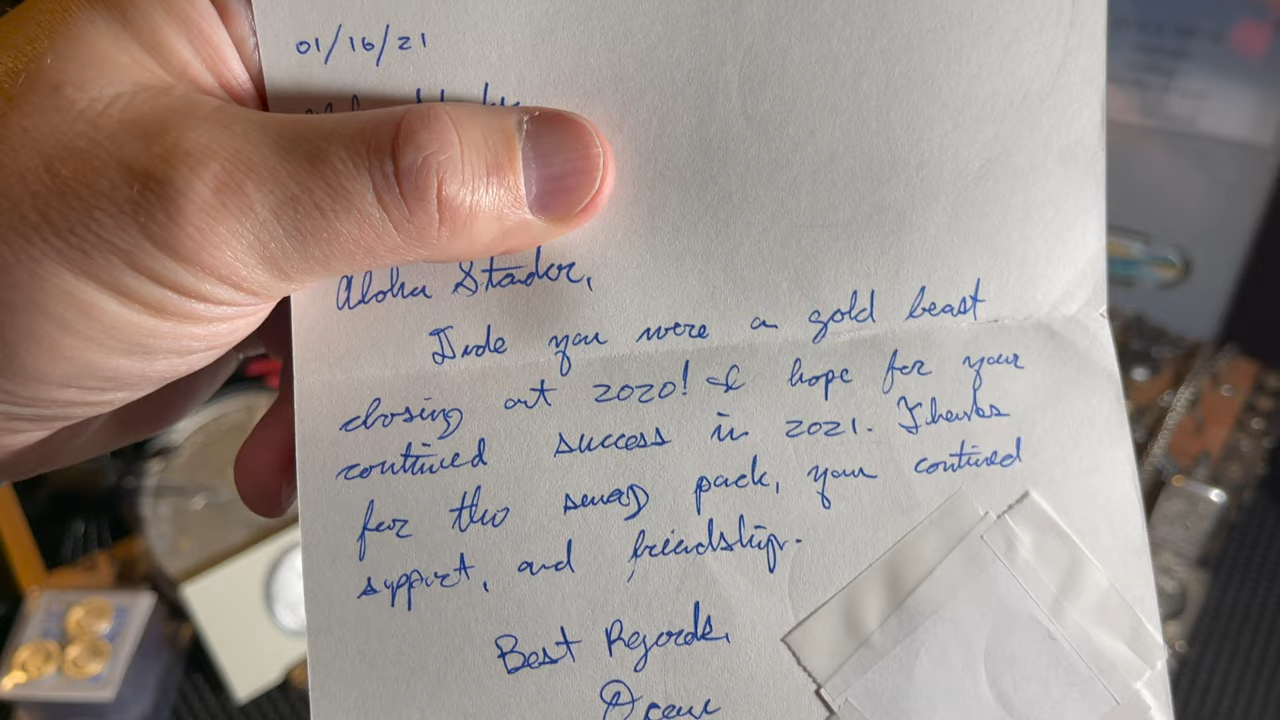 01/16/21
Aloha Stader,
Dude you were a gold beast
closing out 2020! I hope for your
continued success in 2021. Thanks
for the swag pack, your continued
support, and friendship.
Best Regards,